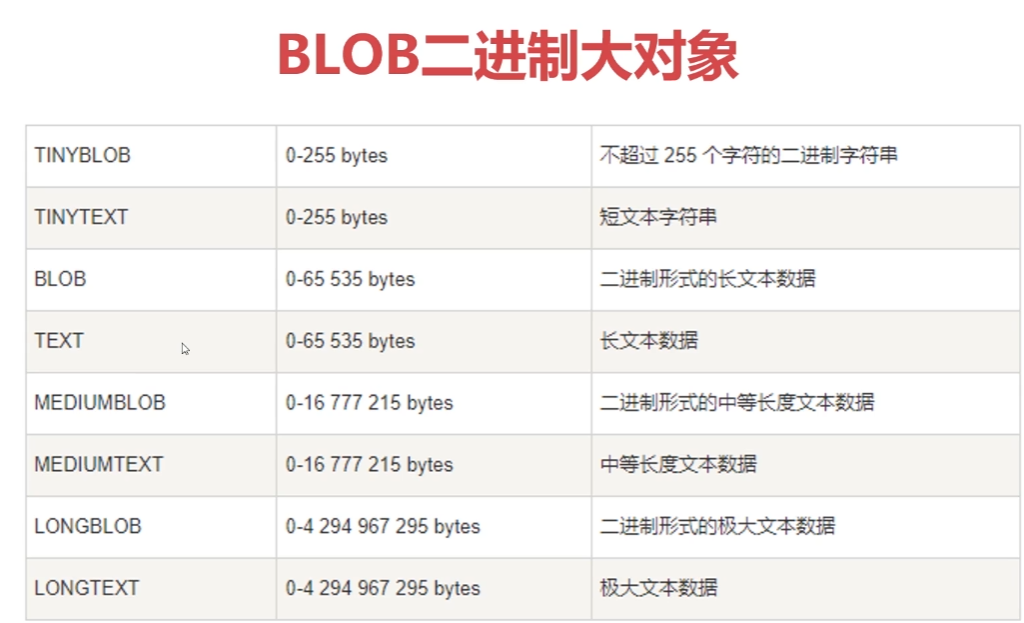 BLOB二进制大对象
TINYBLOB 0-255 bytes 不超过 255 个字符的二进制字符串
TINYTEXT 0-255 bytes 短文本字符串
BLOB 0-65 535 bytes 二进制形式的长文本数据
TEXT 0-65 535 bytes 长文本数据
MEDIUMBLOB 0-16 777 215 bytes 二进制形式的中等长度文本数据
MEDIUMTEXT 0-16 777 215 bytes 中等长度文本数据
LONGBLOB 0-4 294 967 295 bytes 二进制形式的极大文本数据
LONGTEXT 0-4 294 967 295 bytes 极大文本数据